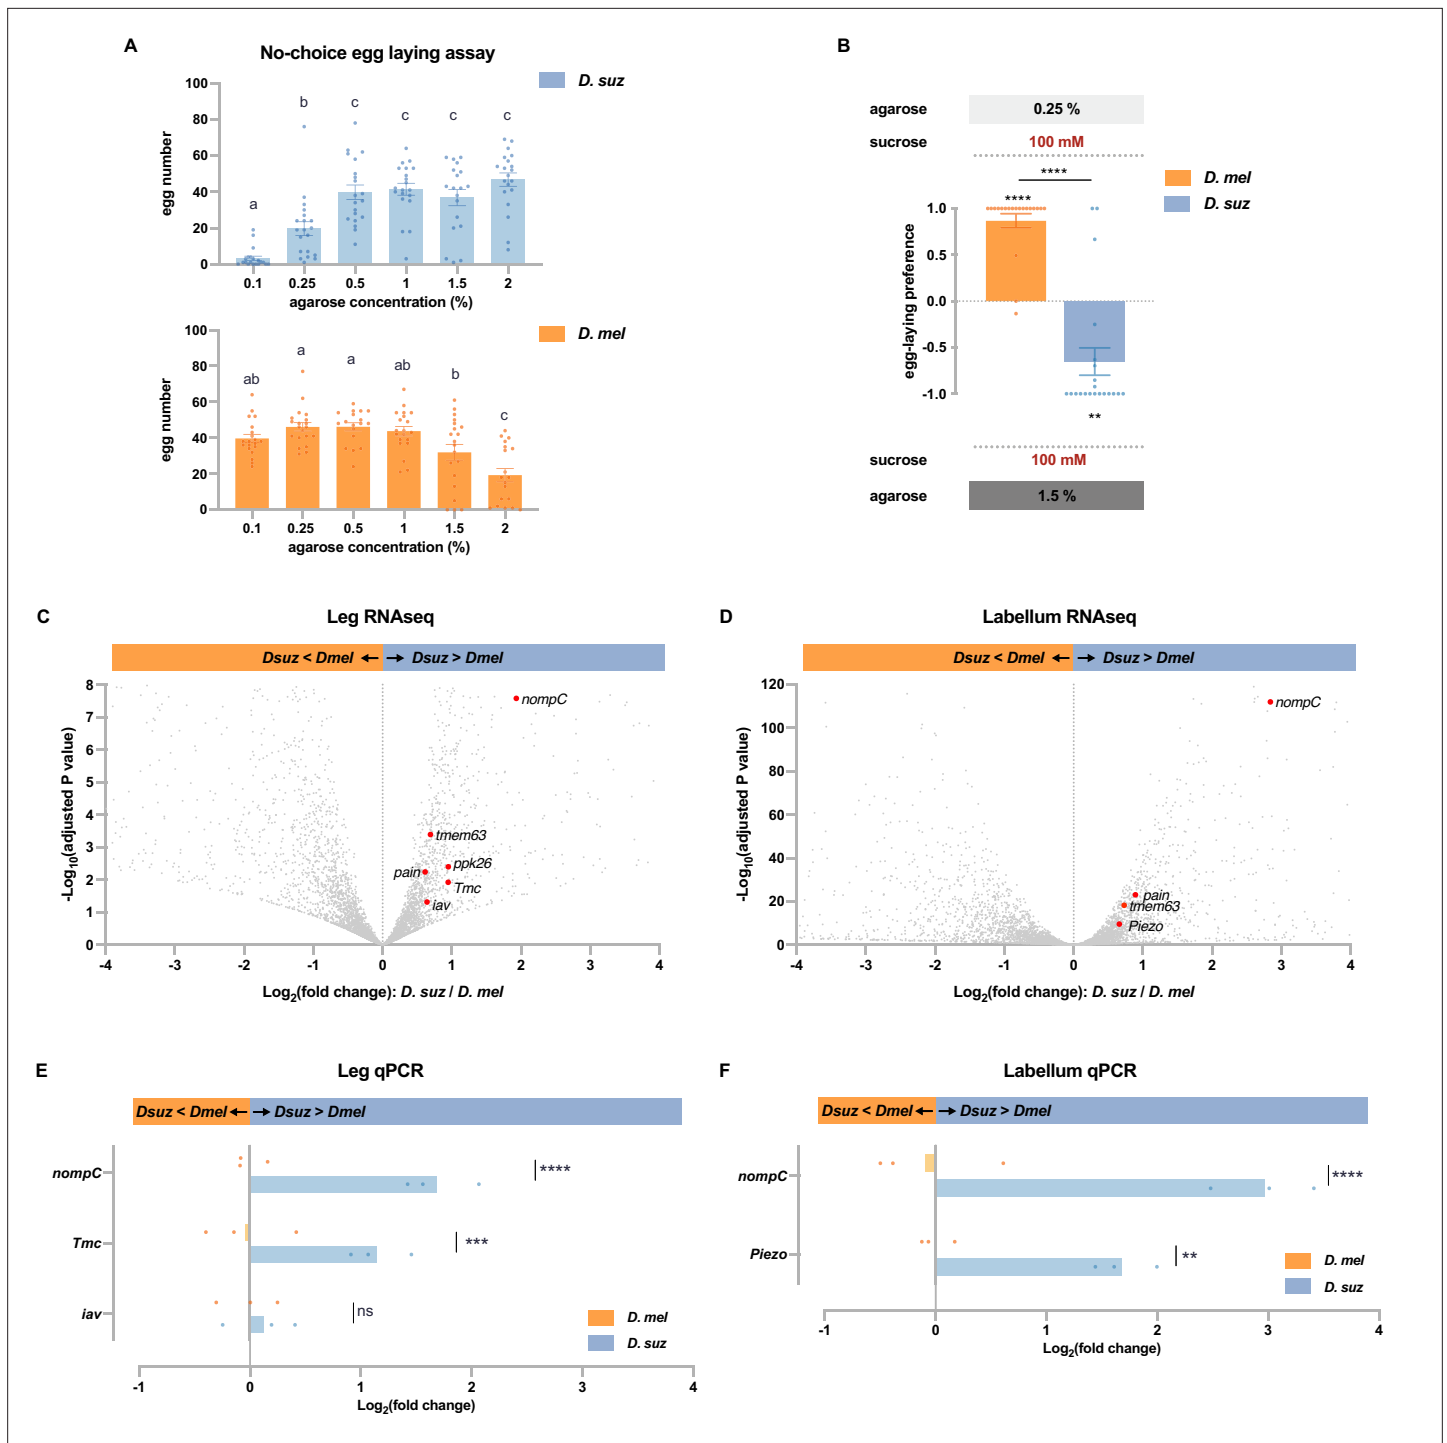 A
No-choice egg laying assay
D. suz
egg number
100
80
60
40
20
0
a
b
c
c
c
c
0.1 0.25 0.5 1 1.5 2
agarose concentration (%)
D. mel
egg number
100
80
60
40
20
0
ab
a
a
ab
b
c
0.1 0.25 0.5 1 1.5 2
agarose concentration (%)
B
agarose 0.25 %
sucrose 100 mM
****
****
D. mel
D. suz
egg-laying preference
1.0
0.5
0.0
-0.5
-1.0
**
sucrose 100 mM
agarose 1.5 %
C
Leg RNAseq
Dsuz < Dmel ← → Dsuz > Dmel
-Log10(adjusted P value)
8
7
6
5
4
3
2
1
0
nompC
tmem63
ppk26
pain
Tmc
iav
-4 -3 -2 -1 0 1 2 3 4
Log2(fold change): D. suz / D. mel
D
Labellum RNAseq
Dsuz < Dmel ← → Dsuz > Dmel
-Log10(adjusted P value)
120
100
80
60
40
20
0
nompC
pain
tmem63
Piezo
-4 -3 -2 -1 0 1 2 3 4
Log2(fold change): D. suz / D. mel
E
Leg qPCR
Dsuz < Dmel ← → Dsuz > Dmel
nompC
****
Tmc
***
iav
ns
D. mel
D. suz
-1 0 1 2 3 4
Log2(fold change)
F
Labellum qPCR
Dsuz < Dmel ← → Dsuz > Dmel
nompC
****
Piezo
**
D. mel
D. suz
-1 0 1 2 3 4
Log2(fold change)